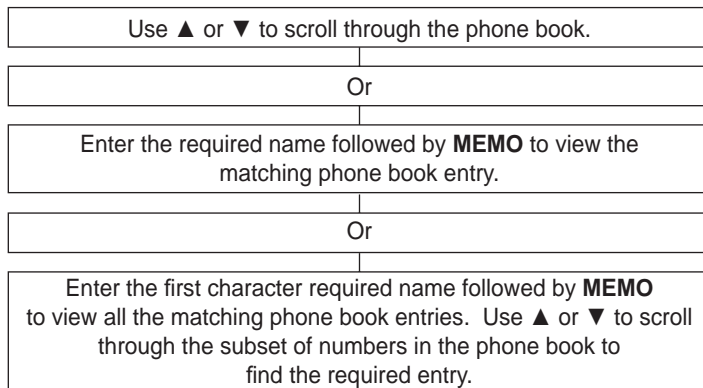 Use ▲ or ▼ to scroll through the phone book.
Or
Enter the required name followed by MEMO to view the
matching phone book entry.
Or
Enter the first character required name followed by MEMO
to view all the matching phone book entries.  Use ▲ or ▼ to scroll
through the subset of numbers in the phone book to
find the required entry.